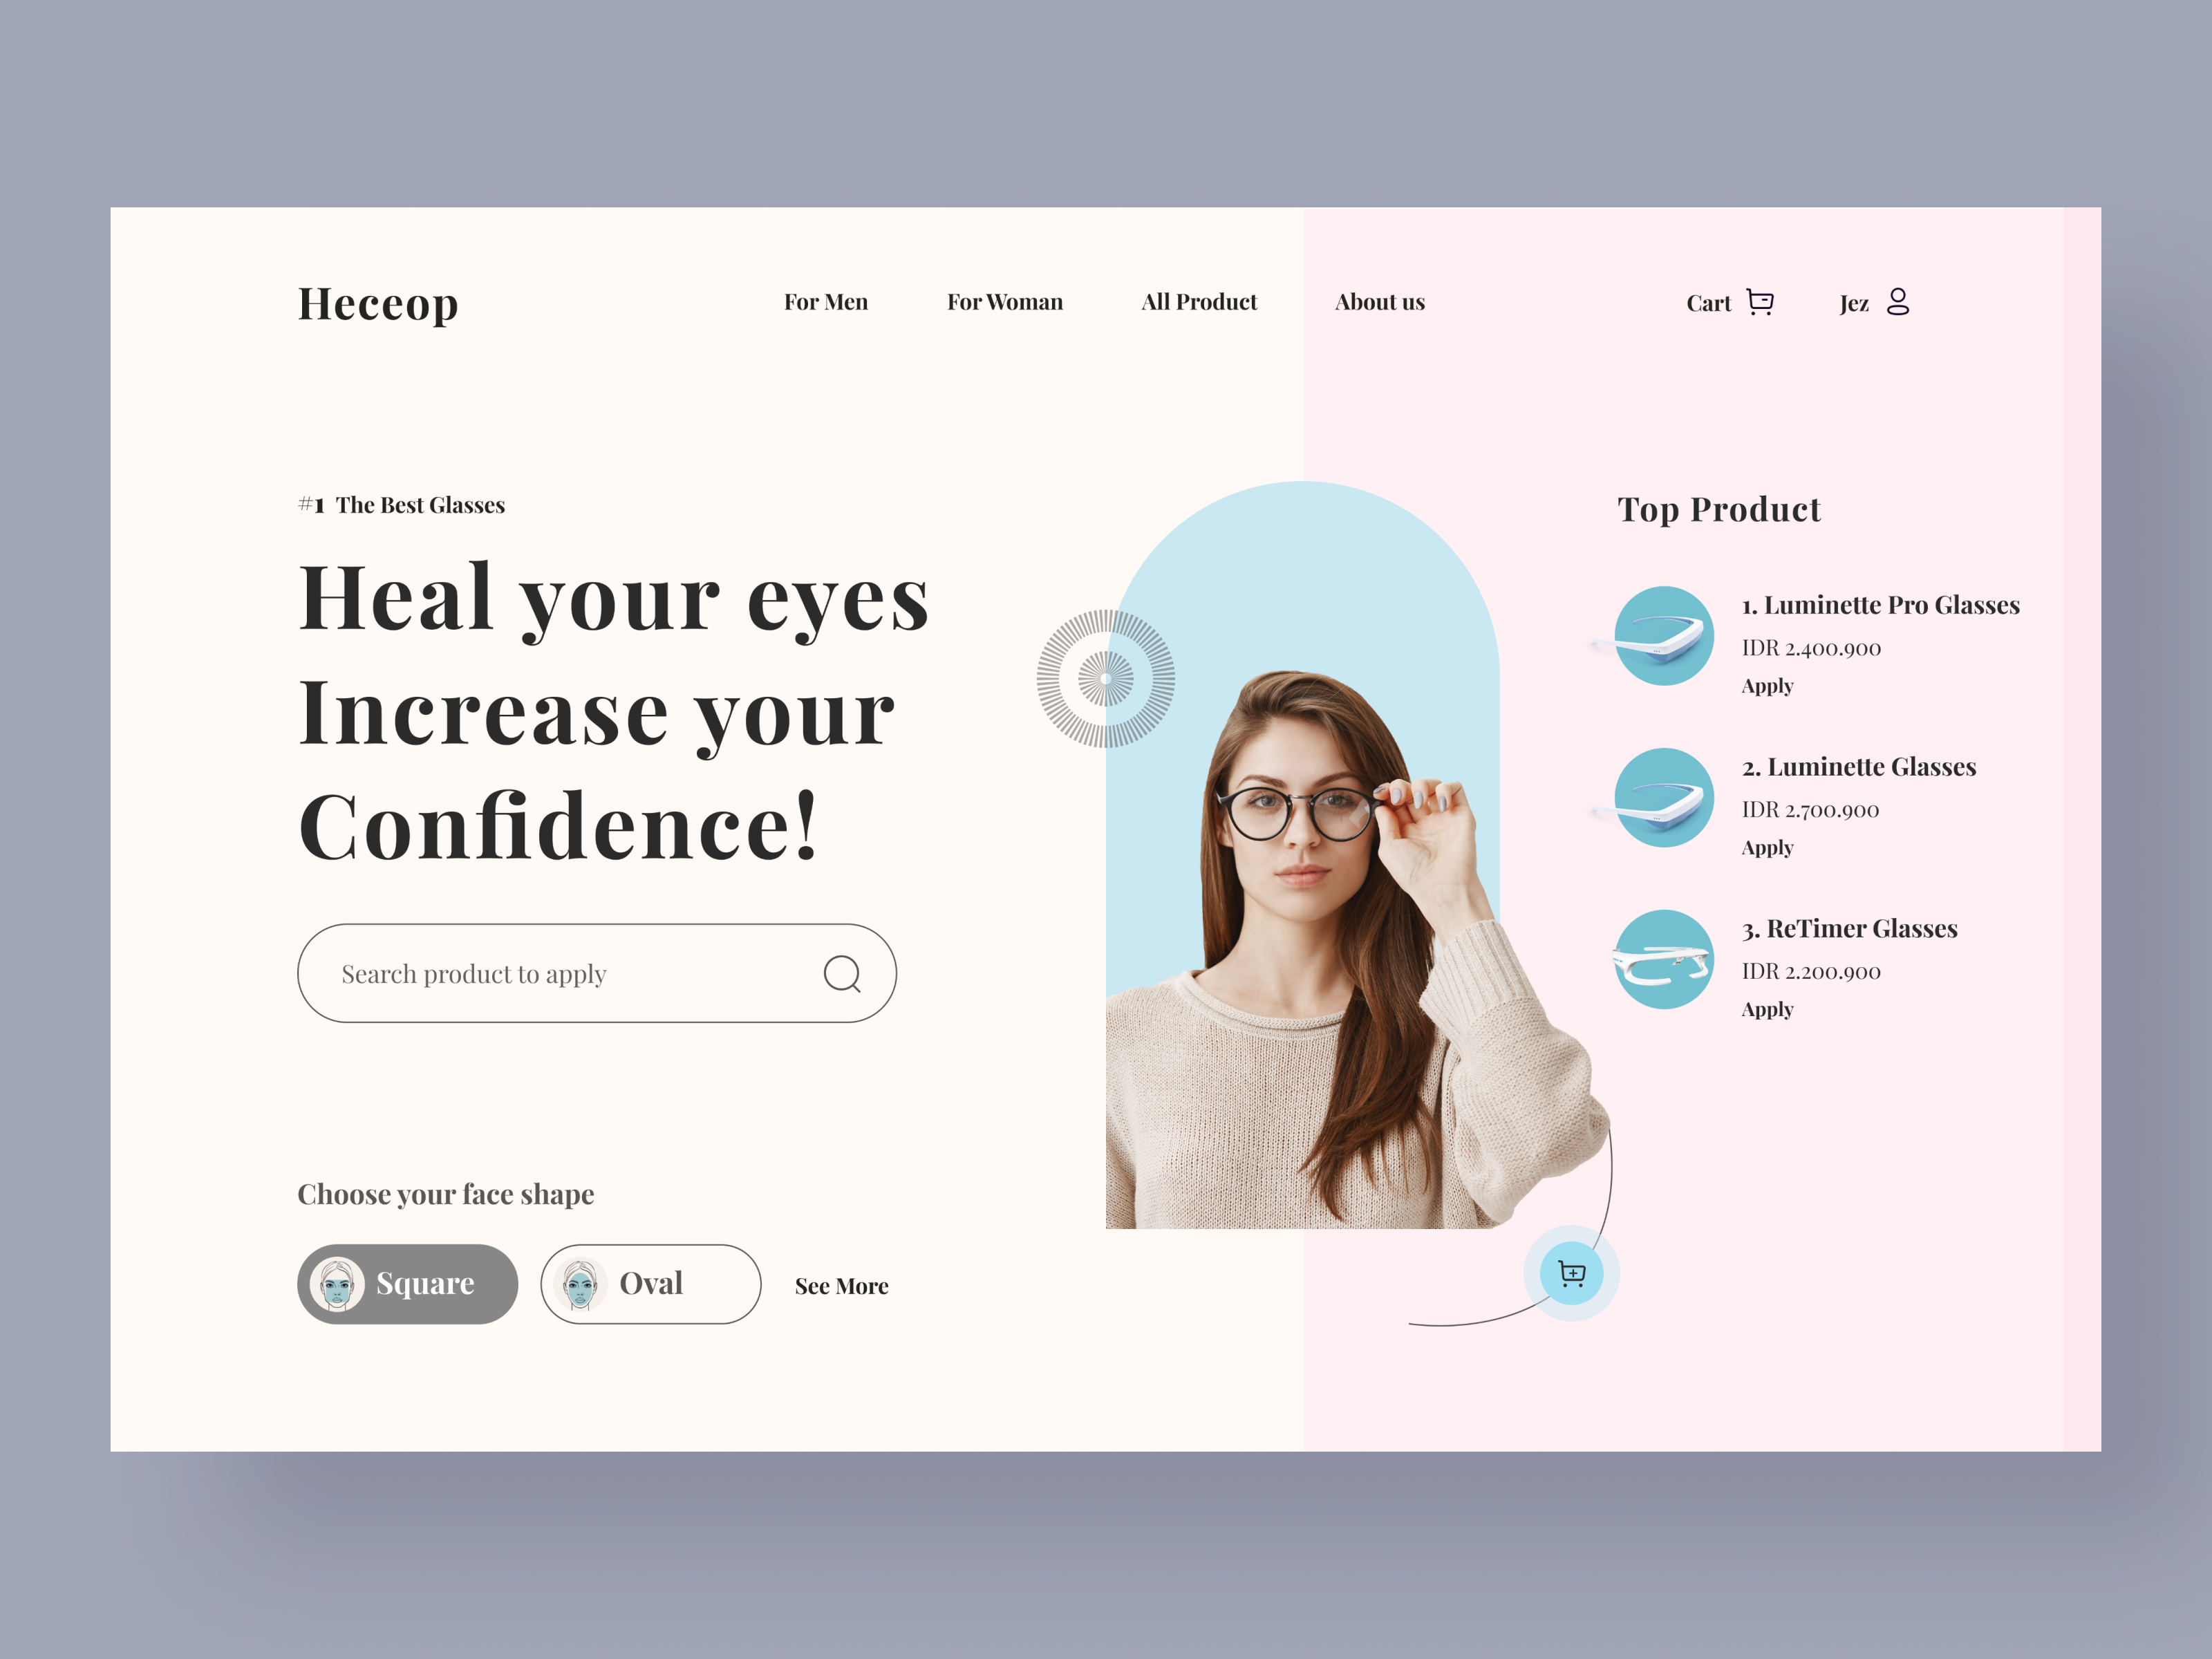 Heceop
For Men
For Woman
All Product
About us
Cart
Jez
#1 The Best Glasses
Heal your eyes
Increase your
Confidence!
Search product to apply
Choose your face shape
Square
Oval
See More
Top Product
1. Luminette Pro Glasses
IDR 2.400.900
Apply
2. Luminette Glasses
IDR 2.700.900
Apply
3. ReTimer Glasses
IDR 2.200.900
Apply